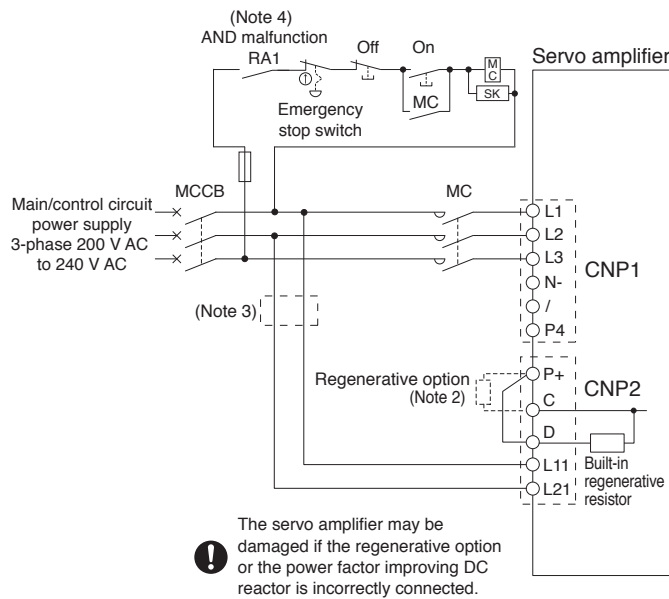 (Note 4)
AND malfunction
RA1
Off
On
M
C
SK
MC
Emergency
stop switch
Servo amplifier
MCCB
MC
Main/control circuit
power supply
3-phase 200 V AC
to 240 V AC
L1
L2
L3
N-
/
P4
CNP1
(Note 3)
Regenerative option
(Note 2)
P+
C
D
L11
L21
CNP2
Built-in
regenerative
resistor
The servo amplifier may be
damaged if the regenerative option
or the power factor improving DC
reactor is incorrectly connected.